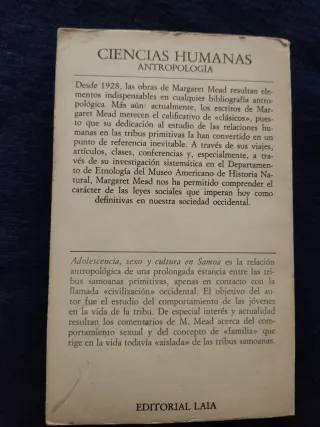 CIENCIAS HUMANAS
ANTROPOLOGÍA
Desde 1928, las obras de Margaret Mead resultan ele-
mentos indispensables en cualquier bibliografía antro-
pológica. Más aún: actualmente, los escritos de Mar-
garet Mead merecen el calificativo de «clásicos», pues-
to que su dedicación al estudio de las relaciones huma-
nas en las tribus primitivas la han convertido en un
punto de referencia inevitable. A través de sus viajes,
artículos, clases, conferencias y, especialmente, a tra-
vés de su investigación sistemática en el Departamen-
to de Etnología del Museo Americano de Historia Na-
tural, Margaret Mead nos ha permitido comprender el
carácter de las leyes sociales que imperan hoy como
definitivas en nuestra sociedad occidental.
Adolescencia, sexo y cultura en Samoa es la relación
antropológica de una prolongada estancia entre las tri-
bus samoanas primitivas, apenas en contacto con la
llamada «civilización» occidental. El objetivo del au-
tor fue el estudio del comportamiento de las jóvenes
en la vida de la tribu. De especial interés y actualidad
resultan los comentarios de M. Mead acerca del com-
portamiento sexual y del concepto de «familia» que
rige en la vida todavía «aislada» de las tribus samoanas.
EDITORIAL LAIA